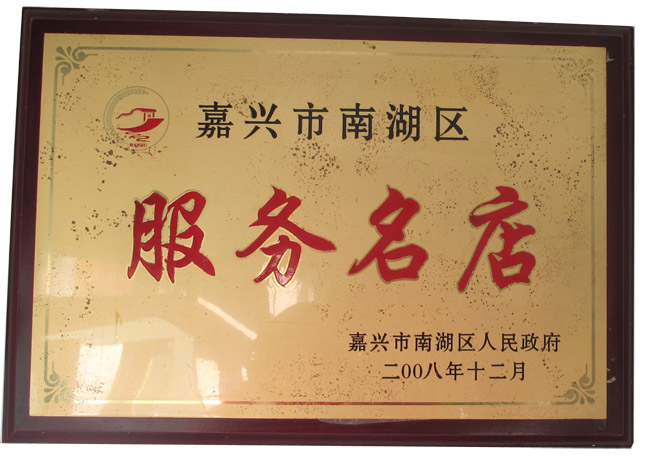 嘉兴市南湖区
服务名店
嘉兴市南湖区人民政府
二00八年十二月